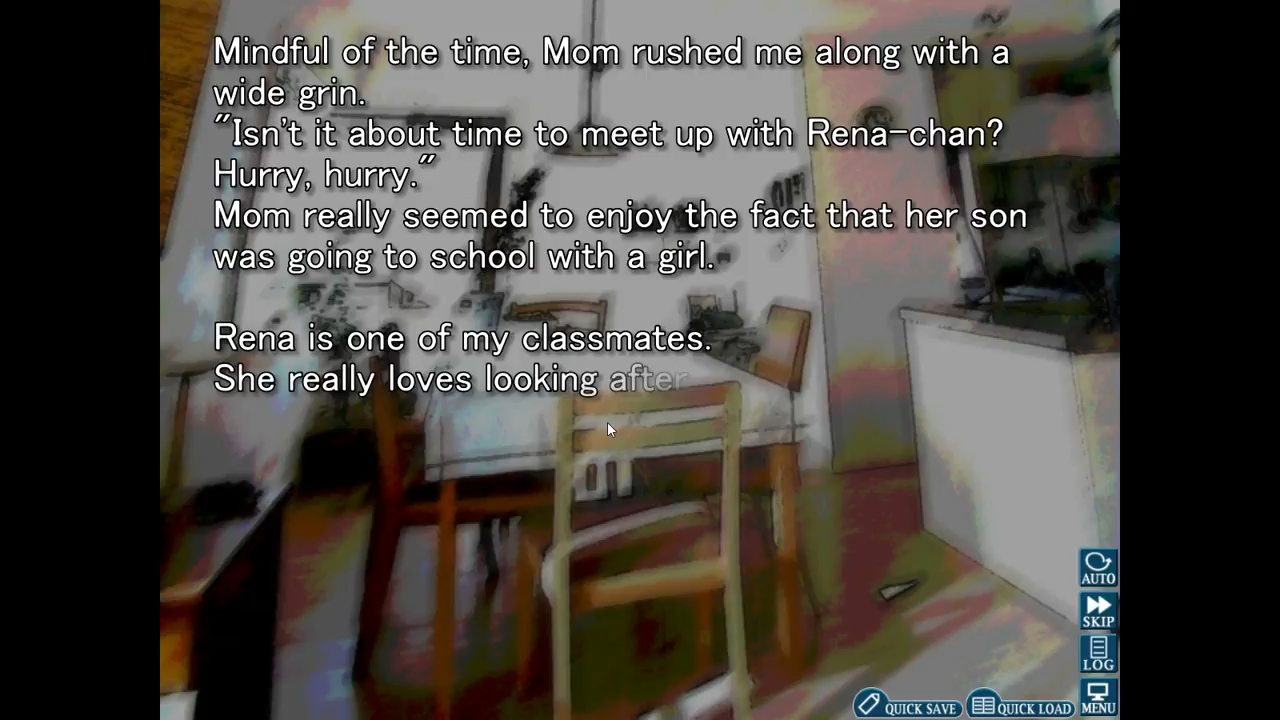 Mindful of the time, Mom rushed me along with a
wide grin.
"Isn't it about time to meet up with Rena-chan?
Hurry, hurry."
Mom really seemed to enjoy the fact that her son
was going to school with a girl.
Rena is one of my classmates.
She really loves looking after
AUTO
SKIP
LOG
MENU
QUICK SAVE
QUICK LOAD